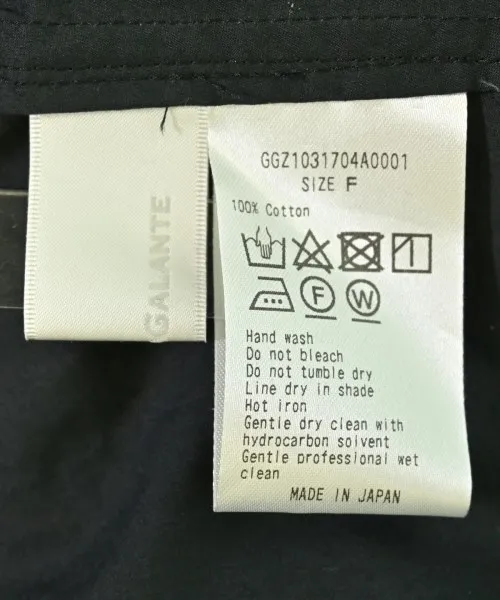 GALANTE
GGZ1031704A0001
SIZE F
100% Cotton
F
W
Hand wash
Do not bleach
Do not tumble dry
Line dry in shade
Hot iron
Gentle dry clean with
hydrocarbon solvent
Gentle professional wet
clean
MADE IN JAPAN